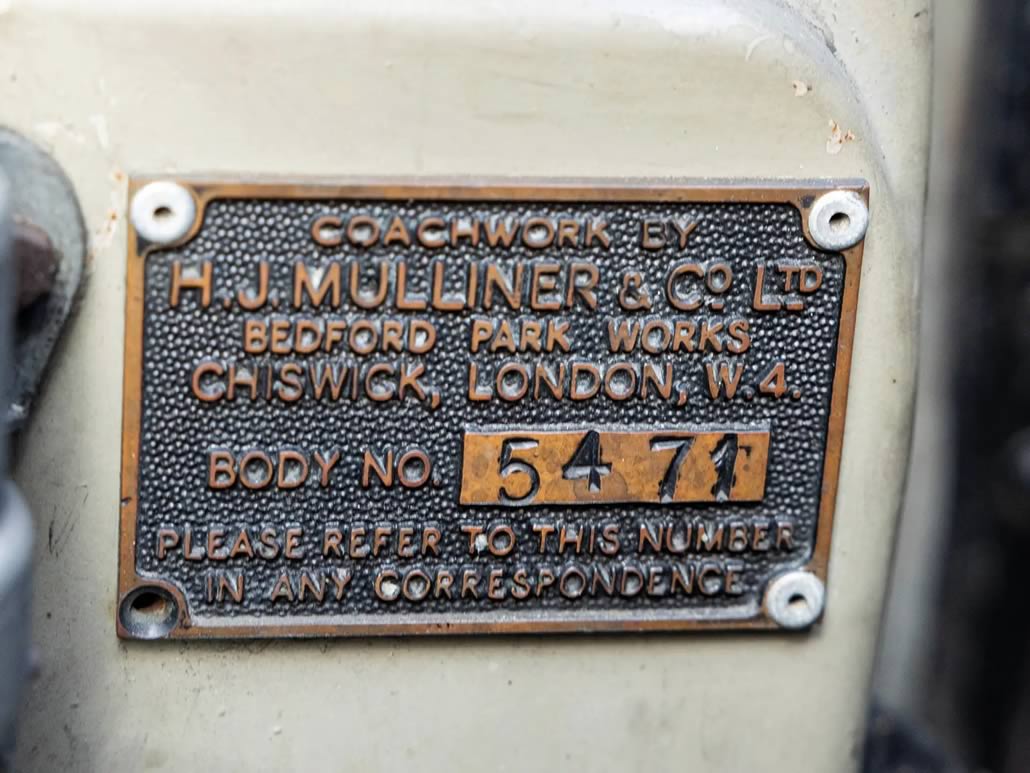 COACHWORK BY
H.J. MULLINER & Co LTD
BEDFORD PARK WORKS
CHISWICK, LONDON, W.4.
BODY NO. 5471
PLEASE REFER TO THIS NUMBER
IN ANY CORRESPONDENCE